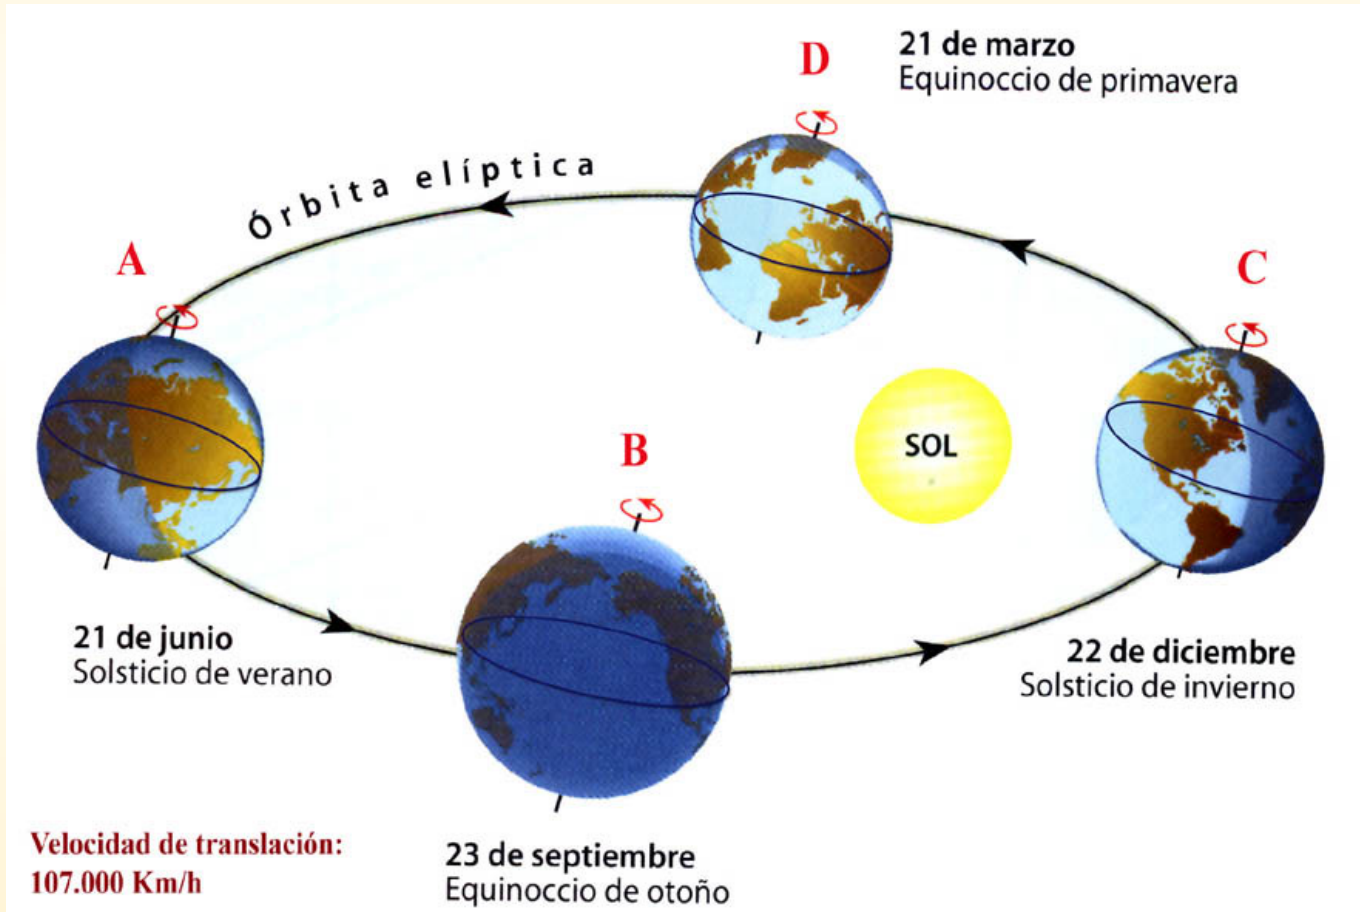 D
21 de marzo
Equinoccio de primavera
Órbita elíptica
A
C
B
SOL
21 de junio
Solsticio de verano
22 de diciembre
Solsticio de invierno
Velocidad de translación:
107.000 Km/h
23 de septiembre
Equinoccio de otoño